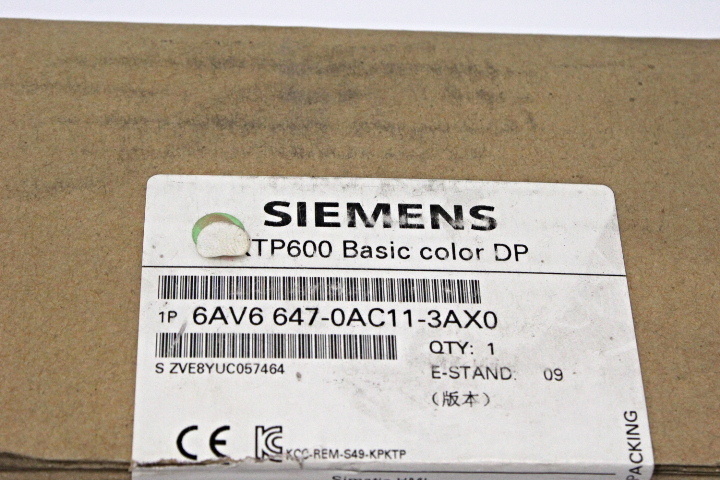 SIEMENS
KTP600 Basic color DP
1P 6AV6 647-0AC11-3AX0
QTY: 1
S ZVE8YUC057464
E-STAND: 09
(版本)
CE
KCC-REM-S49-KPKTP
PACKING